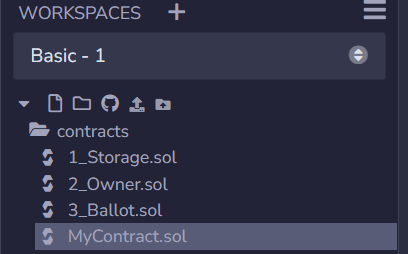 WORKSPACES
Basic - 1
contracts
1_Storage.sol
2_Owner.sol
3_Ballot.sol
MyContract.sol